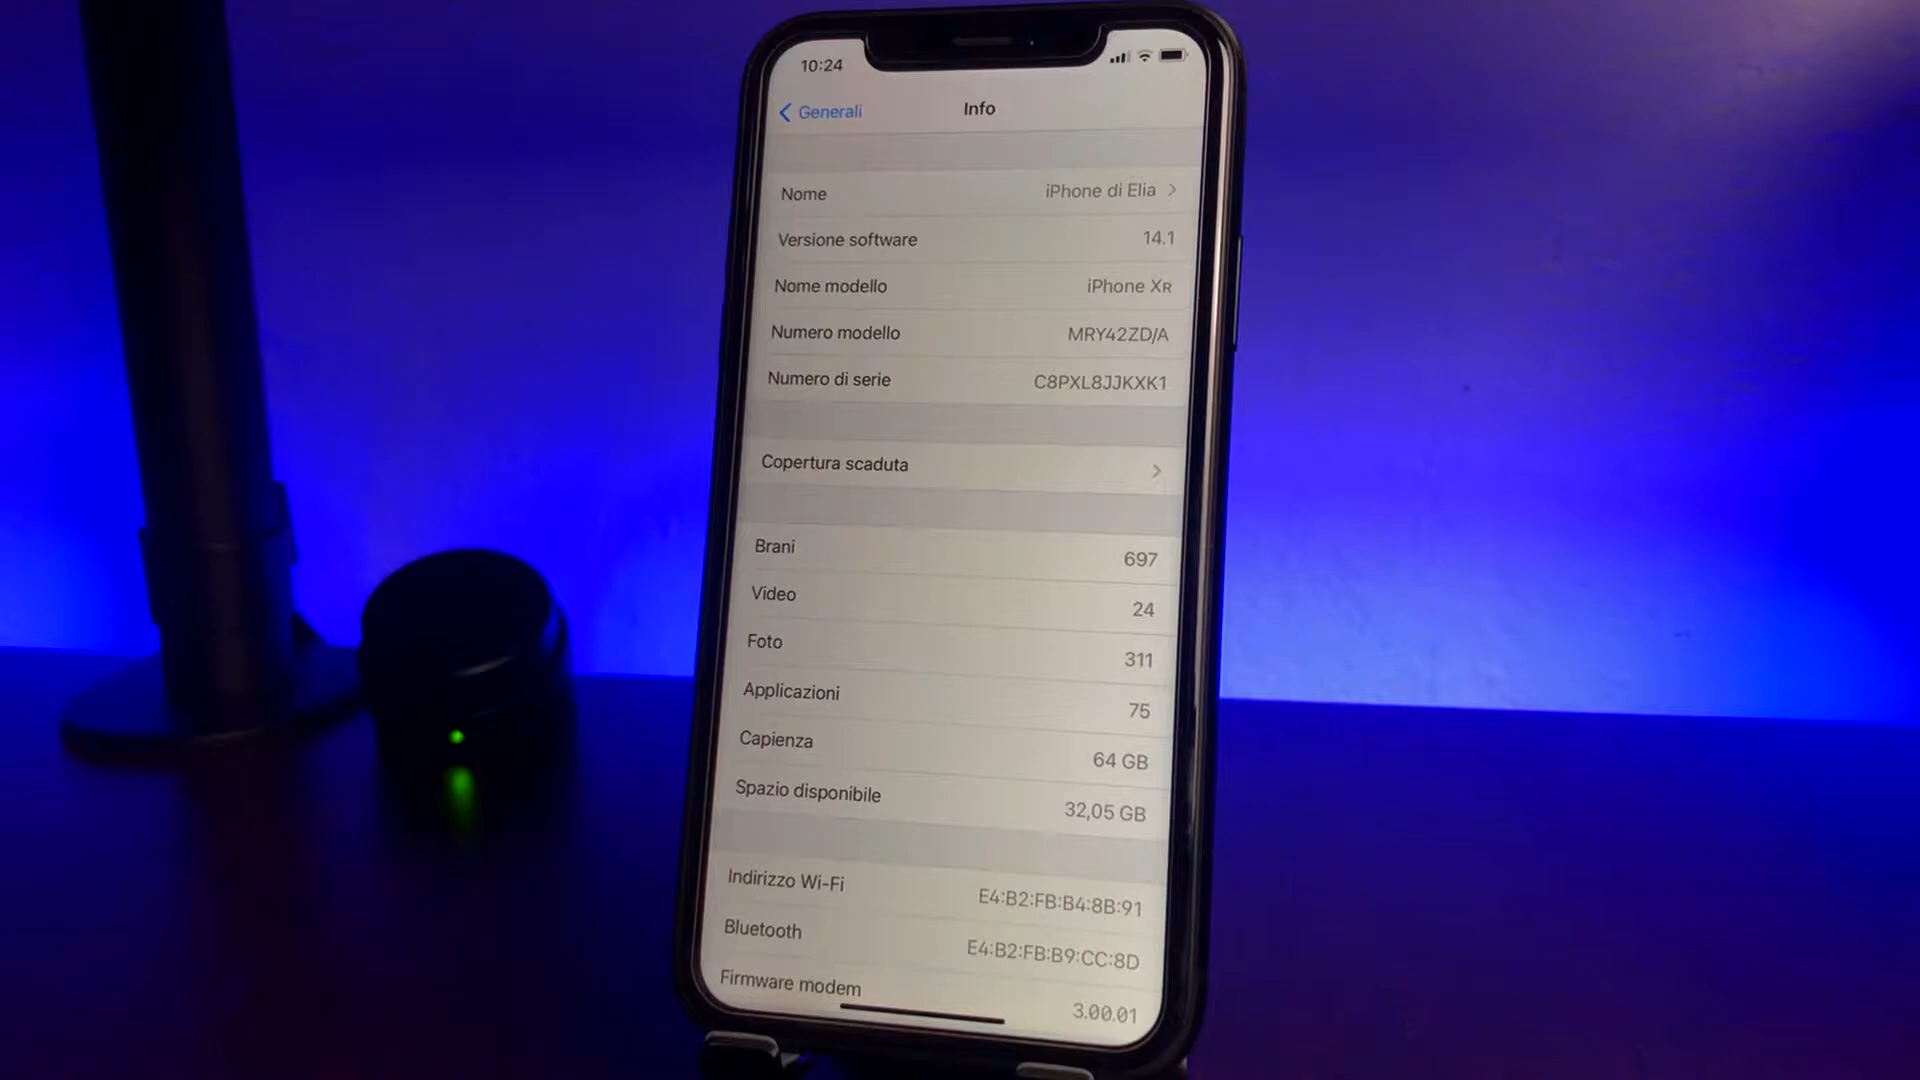 10:24
Generali
Info
Nome iPhone di Elia
Versione software 14.1
Nome modello iPhone XR
Numero modello MRY42ZD/A
Numero di serie C8PXL8JJKXK1
Copertura scaduta
Brani 697
Video 24
Foto 311
Applicazioni 75
Capienza 64 GB
Spazio disponibile 32,05 GB
Indirizzo Wi-Fi E4:B2:FB:B4:8B:91
Bluetooth E4:B2:FB:B9:CC:8D
Firmware modem 3.00.01